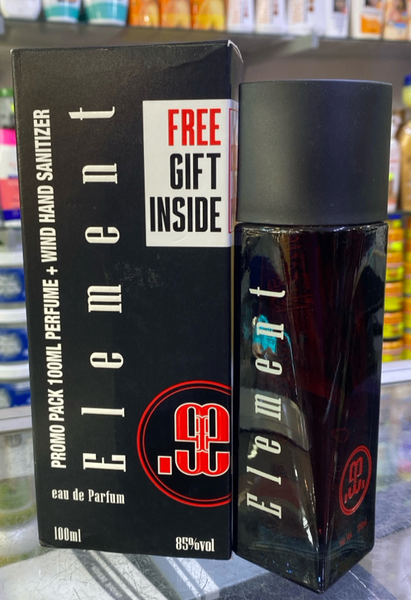 FREE
GIFT
INSIDE
PROMO PACK 100ML PERFUME + WIND HAND SANITIZER
Element
eau de Parfum
100ml
85%vol
Element